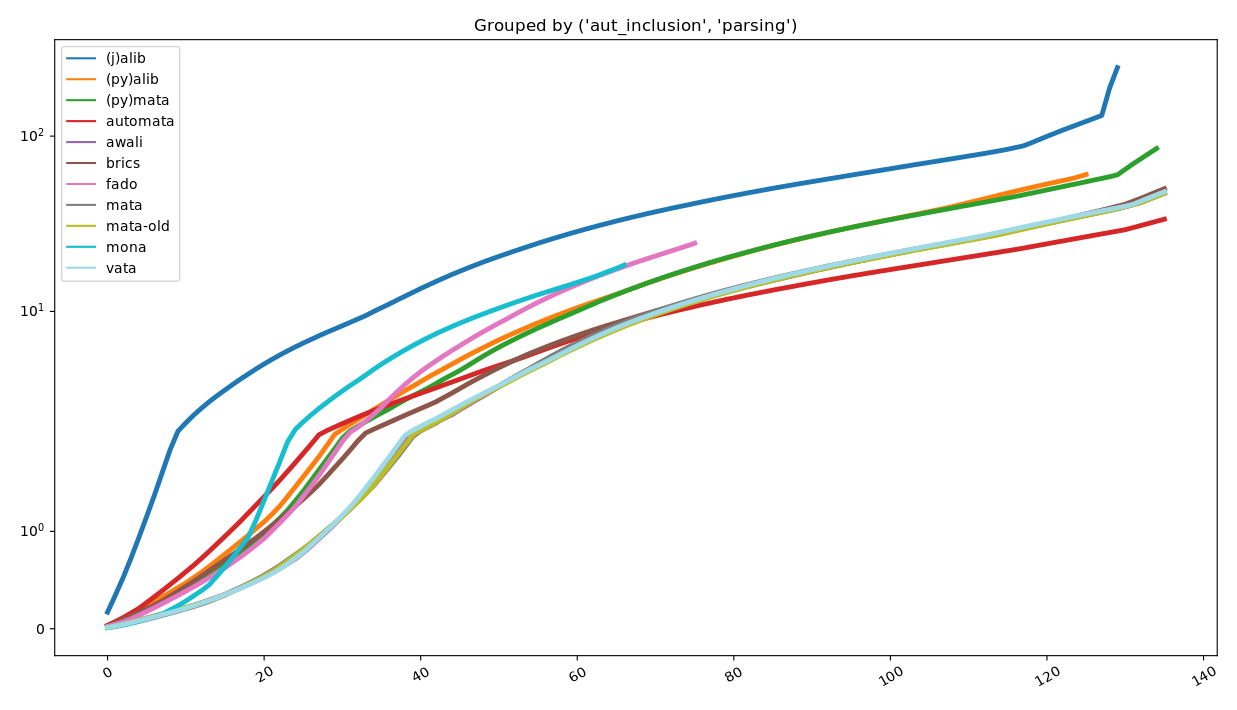 Grouped by ('aut_inclusion', 'parsing')
(j)alib
(py)alib
(py)mata
automata
awali
brics
fado
mata
mata-old
mona
vata
10²
10¹
10⁰
0
0
20
40
60
80
100
120
140